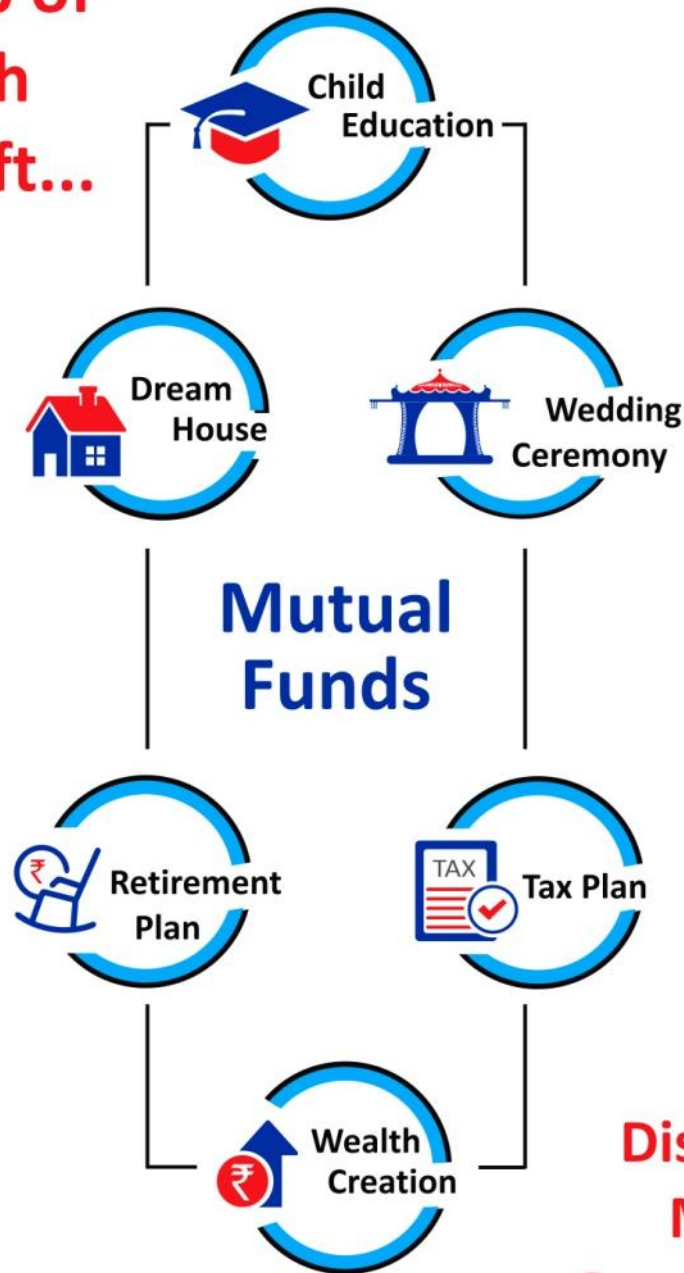 Child
Education
Dream
House
Wedding
Ceremony
Mutual
Funds
₹
Retirement
Plan
TAX
Tax Plan
₹
Wealth
Creation